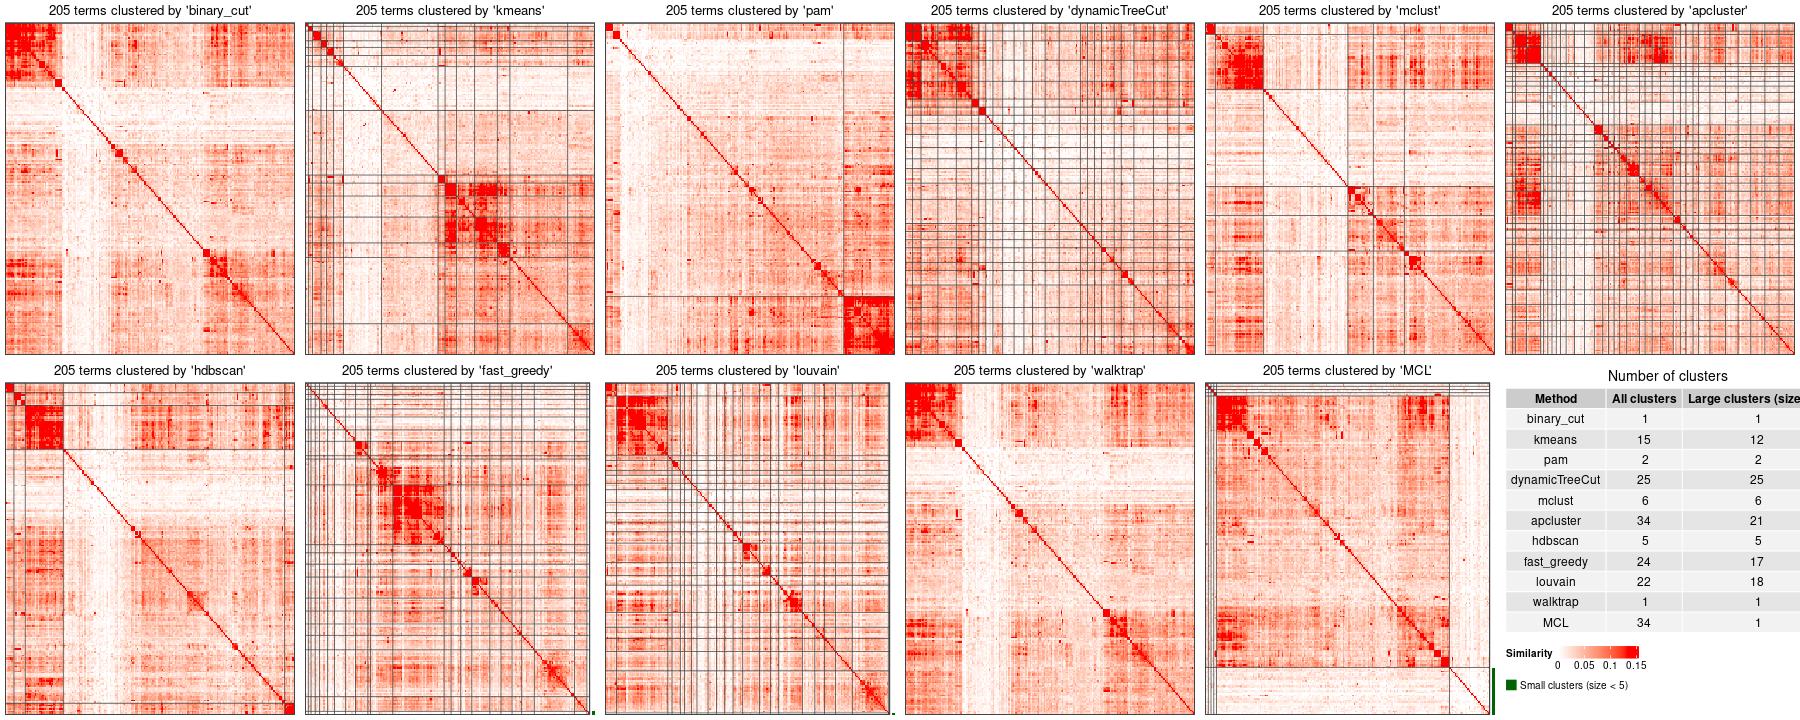 205 terms clustered by 'binary_cut'
205 terms clustered by 'kmeans'
205 terms clustered by 'pam'
205 terms clustered by 'dynamicTreeCut'
205 terms clustered by 'mclust'
205 terms clustered by 'apcluster'
205 terms clustered by 'hdbscan'
205 terms clustered by 'fast_greedy'
205 terms clustered by 'louvain'
205 terms clustered by 'walktrap'
205 terms clustered by 'MCL'
Number of clusters
Method All clusters Large clusters (size
binary_cut 1 1
kmeans 15 12
pam 2 2
dynamicTreeCut 25 25
mclust 6 6
apcluster 34 21
hdbscan 5 5
fast_greedy 24 17
louvain 22 18
walktrap 1 1
MCL 34 1
Similarity
0 0.05 0.1 0.15
Small clusters (size < 5)